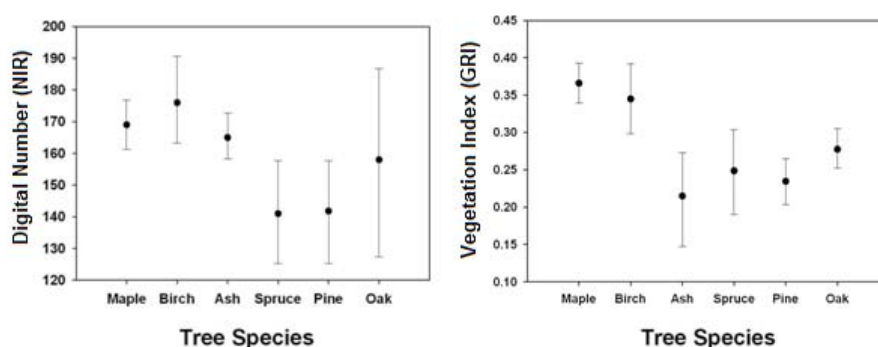 Digital Number (NIR)
200
190
180
170
160
150
140
130
120
Maple Birch Ash Spruce Pine Oak
Tree Species
Vegetation Index (GRI)
0.45
0.40
0.35
0.30
0.25
0.20
0.15
0.10
Maple Birch Ash Spruce Pine Oak
Tree Species